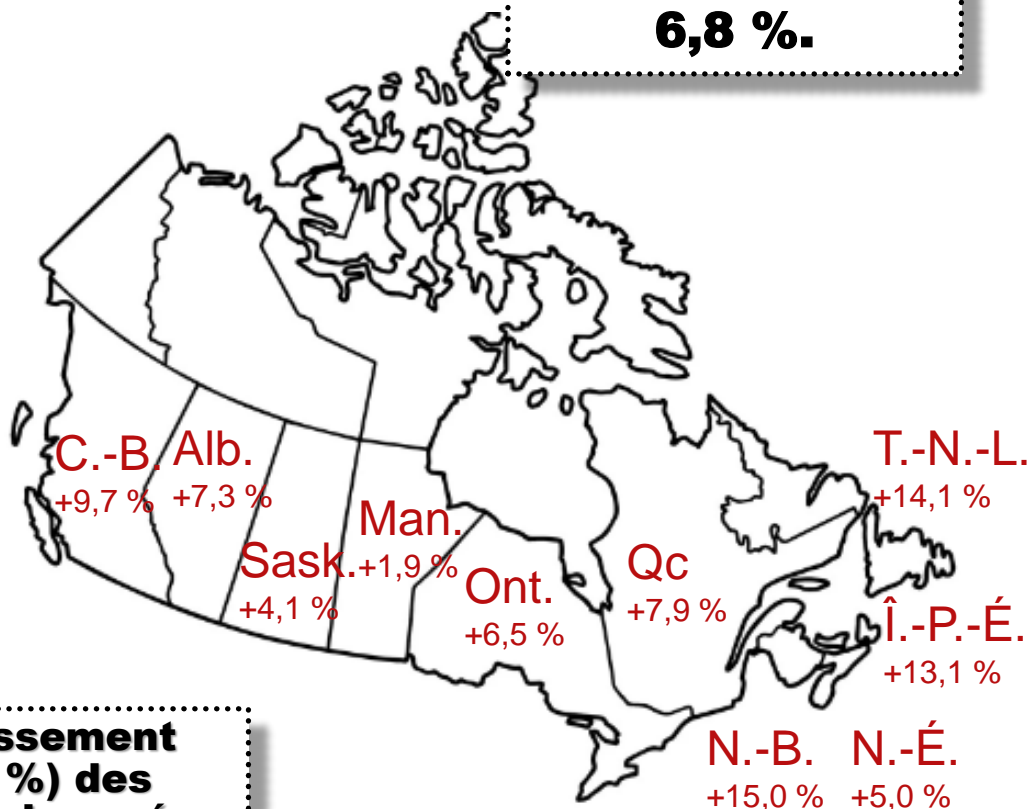 6,8 %.
C.-B.
+9,7 %
Alb.
+7,3 %
Sask.
+4,1 %
Man.
+1,9 %
Ont.
+6,5 %
Qc
+7,9 %
T.-N.-L.
+14,1 %
Î.-P.-É.
+13,1 %
N.-B.
+15,0 %
N.-É.
+5,0 %
ssement
%) des